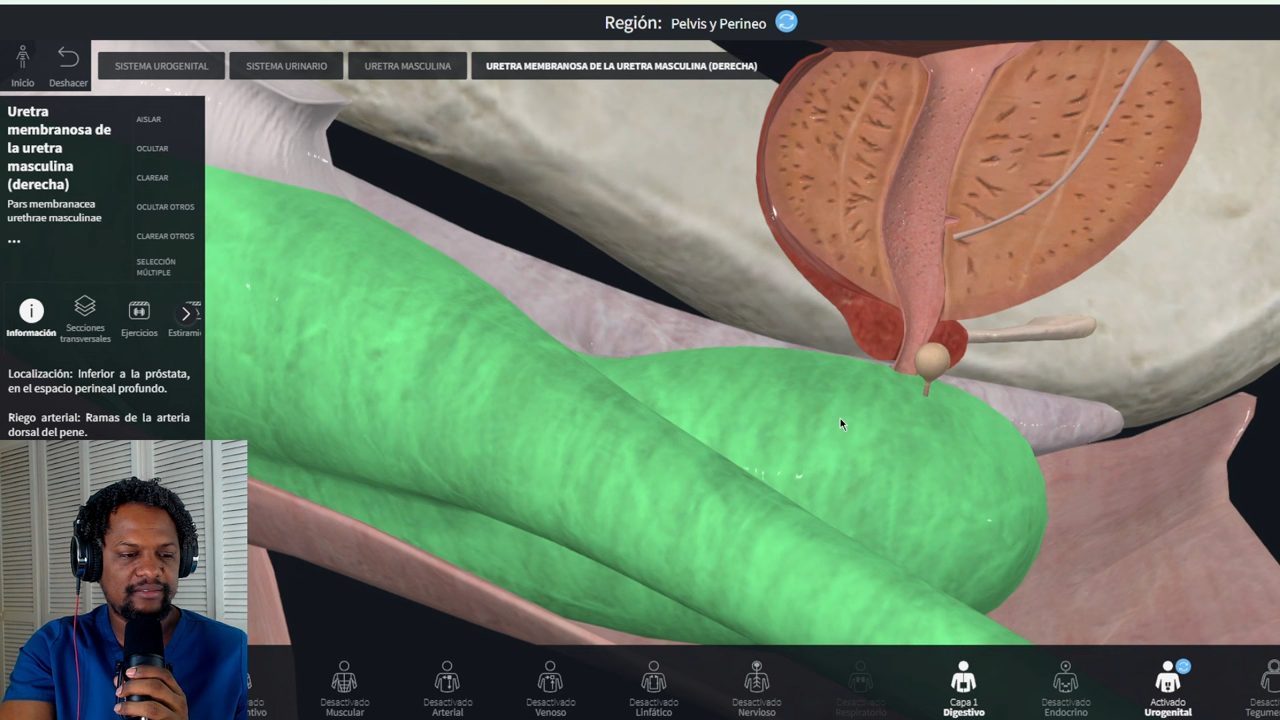 Región: Pelvis y Perineo
Inicio
Deshacer
SISTEMA UROGENITAL
SISTEMA URINARIO
URETRA MASCULINA
URETRA MEMBRANOSA DE LA URETRA MASCULINA (DERECHA)
Uretra
membranosa de
la uretra
masculina
(derecha)
Pars membranacea
urethrae masculinae
...
AISLAR
OCULTAR
CLAREAR
OCULTAR OTROS
CLAREAR OTROS
SELECCIÓN
MÚLTIPLE
Información
Secciones
transversales
Ejercicios
Estirami
Localización: Inferior a la próstata,
en el espacio perineal profundo.
Riego arterial: Ramas de la arteria
dorsal del pene.
Desactivado
Muscular
Desactivado
Arterial
Desactivado
Venoso
Desactivado
Linfático
Desactivado
Nervioso
Desactivado
Respiratorio
Capa 1
Digestivo
Desactivado
Endocrino
Activado
Urogenital